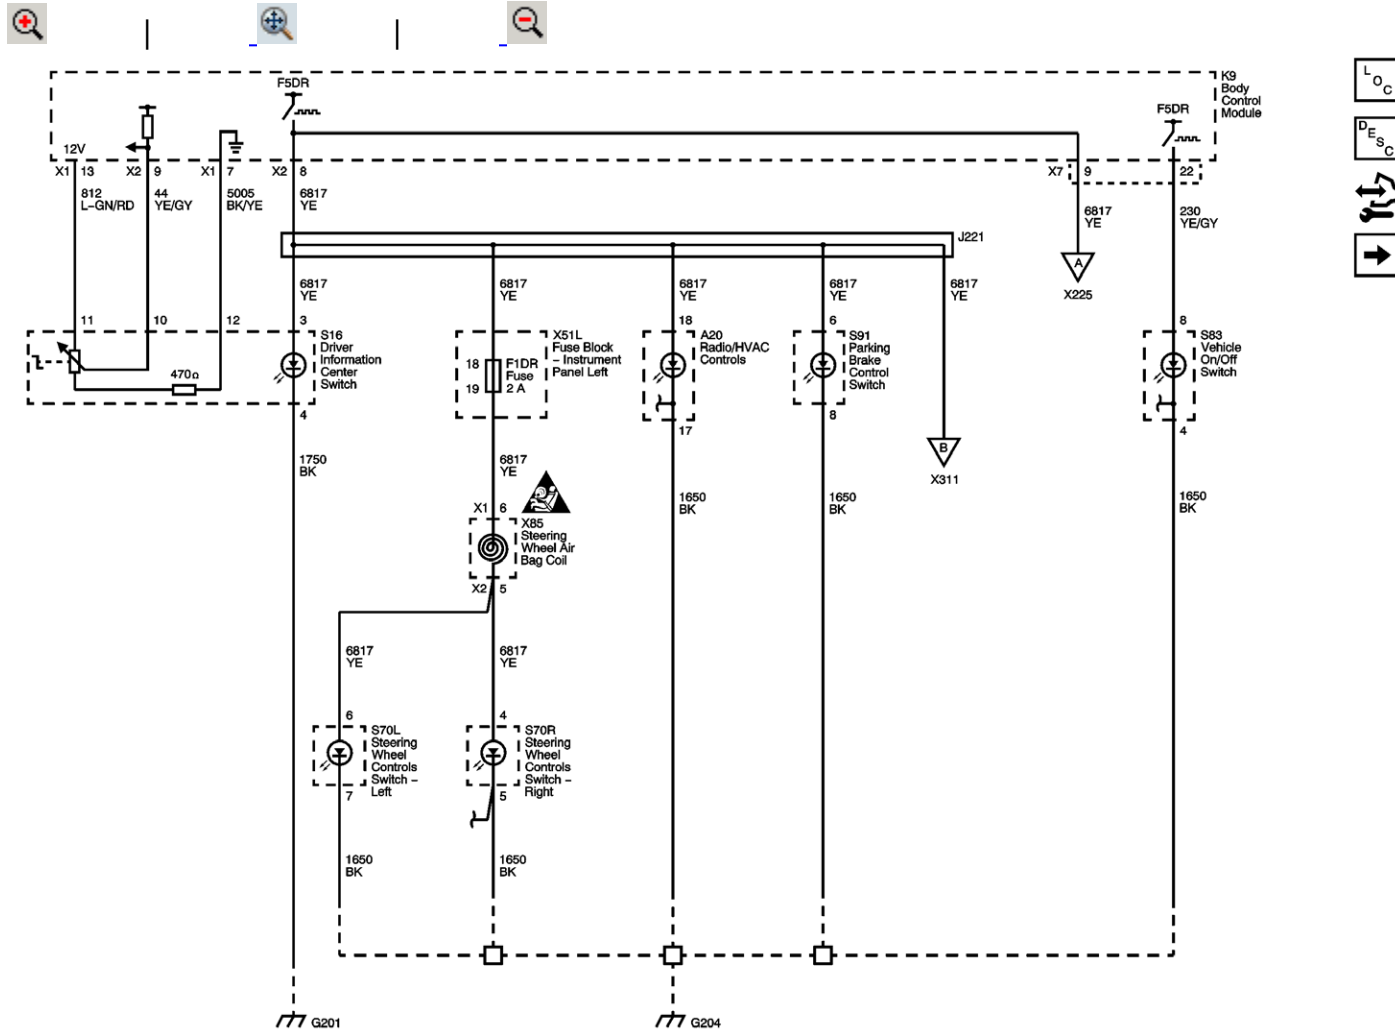 F5DR
K9
Body
Control
Module
F5DR
12V
X1 13
X2 9
X1 7
X2 8
X7 9
22
812
L-GN/RD
44
YE/GY
5005
BK/YE
6817
YE
6817
YE
230
YE/GY
J221
6817
YE
6817
YE
6817
YE
6817
YE
6817
YE
A
X225
11
10
12
3
18
6
8
S16
Driver
Information
Center
Switch
X51L
Fuse Block
– Instrument
Panel Left
18
19
F1DR
Fuse
2 A
A20
Radio/HVAC
Controls
S91
Parking
Brake
Control
Switch
S83
Vehicle
On/Off
Switch
470Ω
4
17
8
4
B
X311
1750
BK
6817
YE
1650
BK
1650
BK
1650
BK
X1 6
X85
Steering
Wheel Air
Bag Coil
X2 5
6817
YE
6817
YE
6
4
S70L
Steering
Wheel
Controls
Switch –
Left
S70R
Steering
Wheel
Controls
Switch –
Right
7
5
1650
BK
1650
BK
G201
G204
LOC
DESC